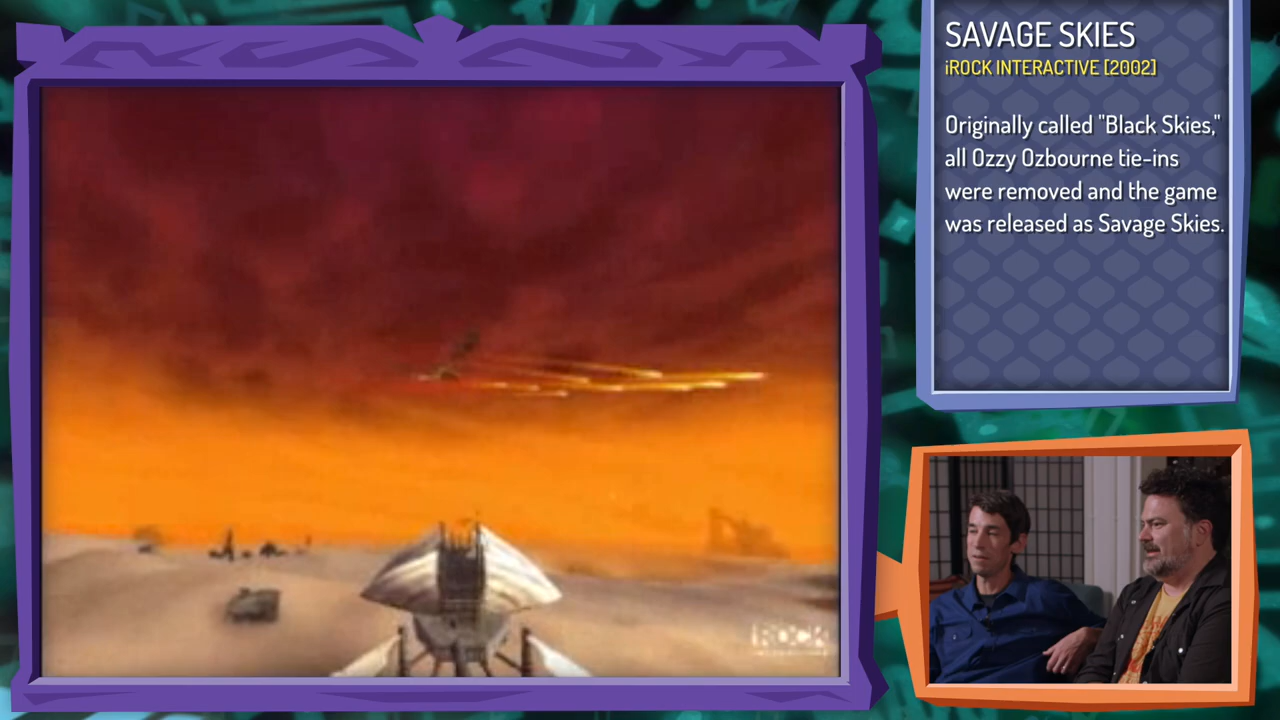 SAVAGE SKIES
iROCK INTERACTIVE [2002]
Originally called "Black Skies,"
all Ozzy Ozbourne tie-ins
were removed and the game
was released as Savage Skies.
iROCK